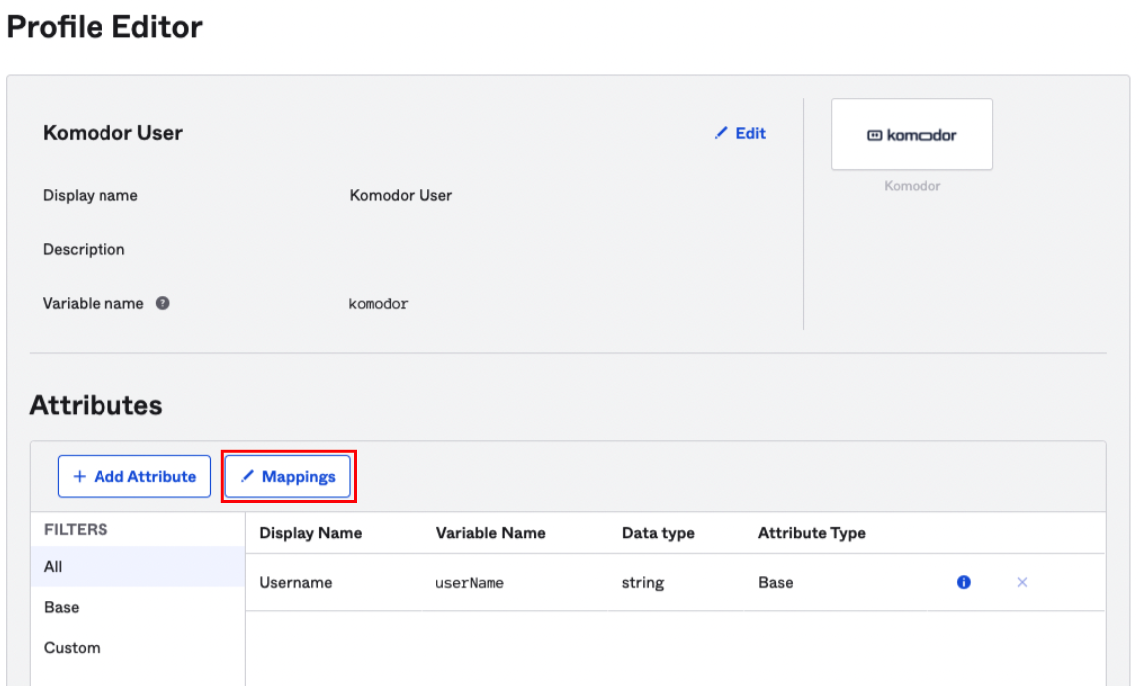 Profile Editor
Komodor User
Edit
komodor
Komodor
Display name Komodor User
Description
Variable name ? komodor
Attributes
+ Add Attribute Mappings
FILTERS
All
Base
Custom
Display Name Variable Name Data type Attribute Type
Username userName string Base i ×